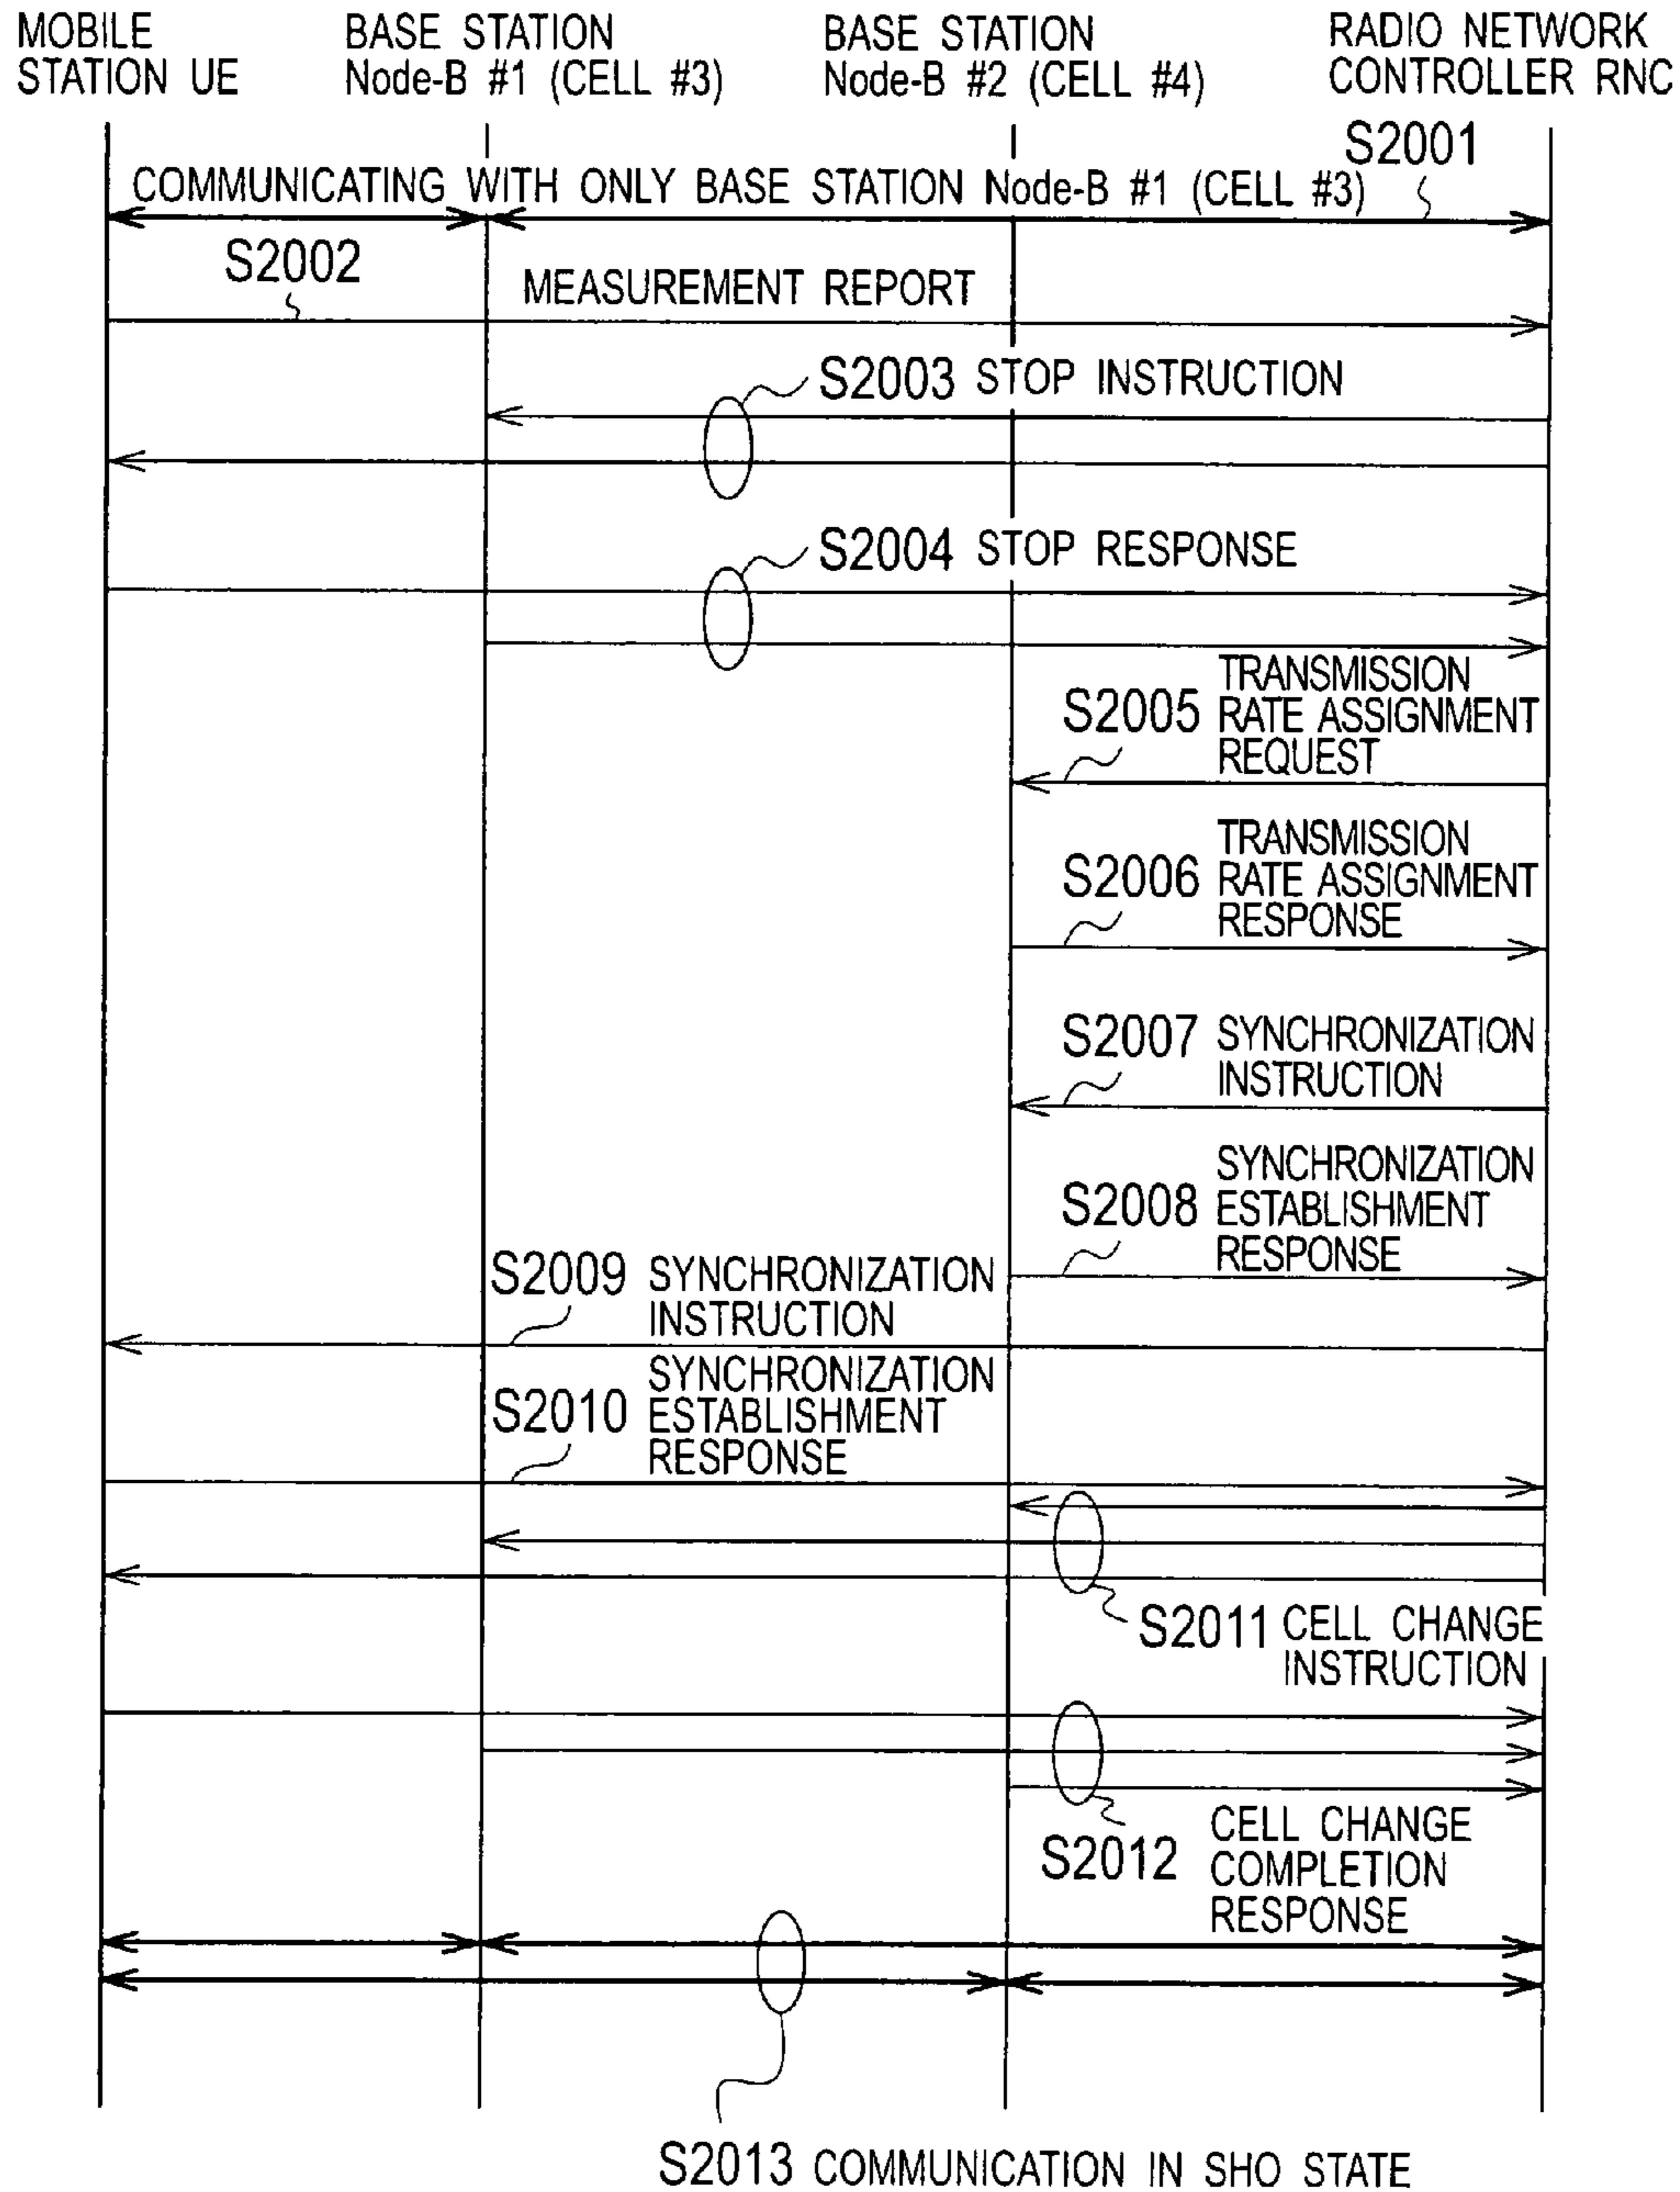 MOBILE
STATION UE
BASE STATION
Node-B #1 (CELL #3)
BASE STATION
Node-B #2 (CELL #4)
RADIO NETWORK
CONTROLLER RNC
S2001
COMMUNICATING WITH ONLY BASE STATION Node-B #1 (CELL #3)
S2002
MEASUREMENT REPORT
S2003 STOP INSTRUCTION
S2004 STOP RESPONSE
S2005
TRANSMISSION
RATE ASSIGNMENT
REQUEST
S2006
TRANSMISSION
RATE ASSIGNMENT
RESPONSE
S2007
SYNCHRONIZATION
INSTRUCTION
S2008
SYNCHRONIZATION
ESTABLISHMENT
RESPONSE
S2009
SYNCHRONIZATION
INSTRUCTION
S2010
SYNCHRONIZATION
ESTABLISHMENT
RESPONSE
S2011
CELL CHANGE
INSTRUCTION
S2012
CELL CHANGE
COMPLETION
RESPONSE
S2013 COMMUNICATION IN SHO STATE